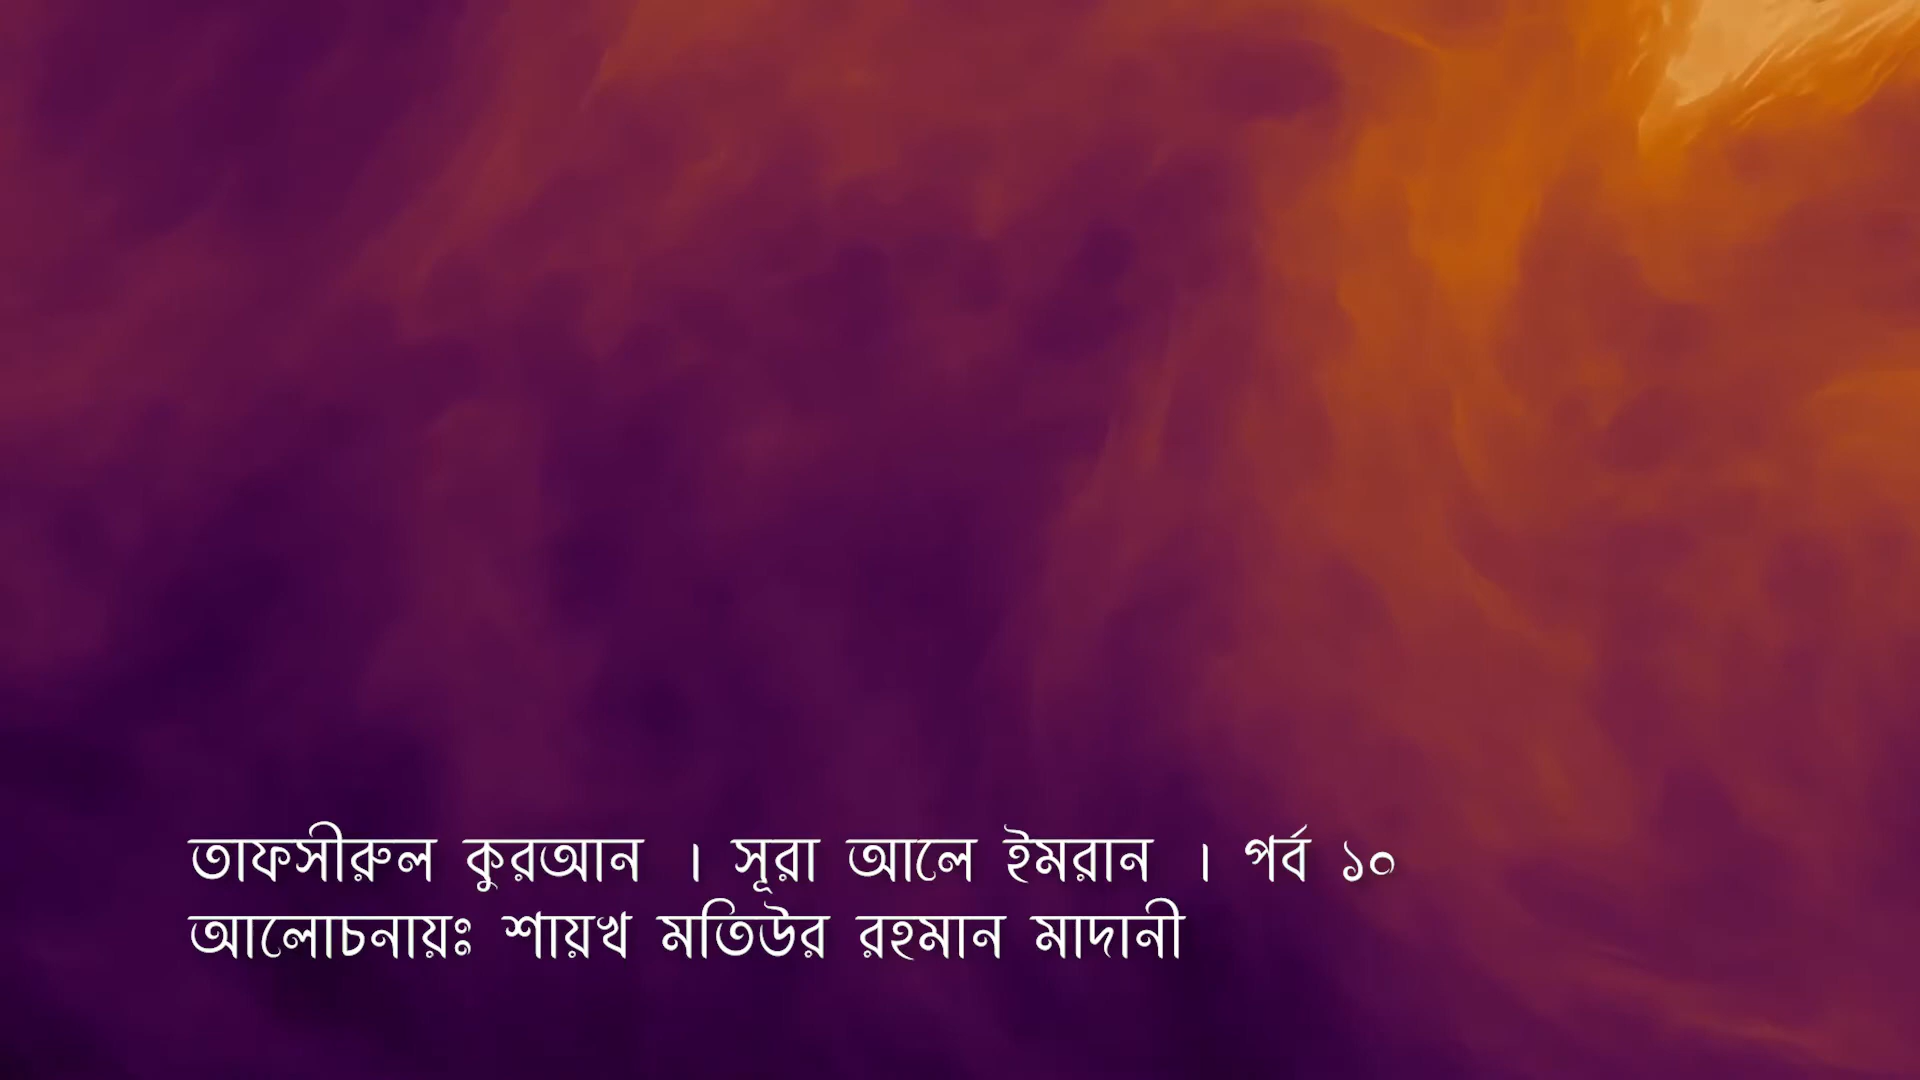 তাফসীরুল কুরআন । সূরা আলে ইমরান । পর্ব ১০
আলোচনায়ঃ শায়খ মতিউর রহমান মাদানী